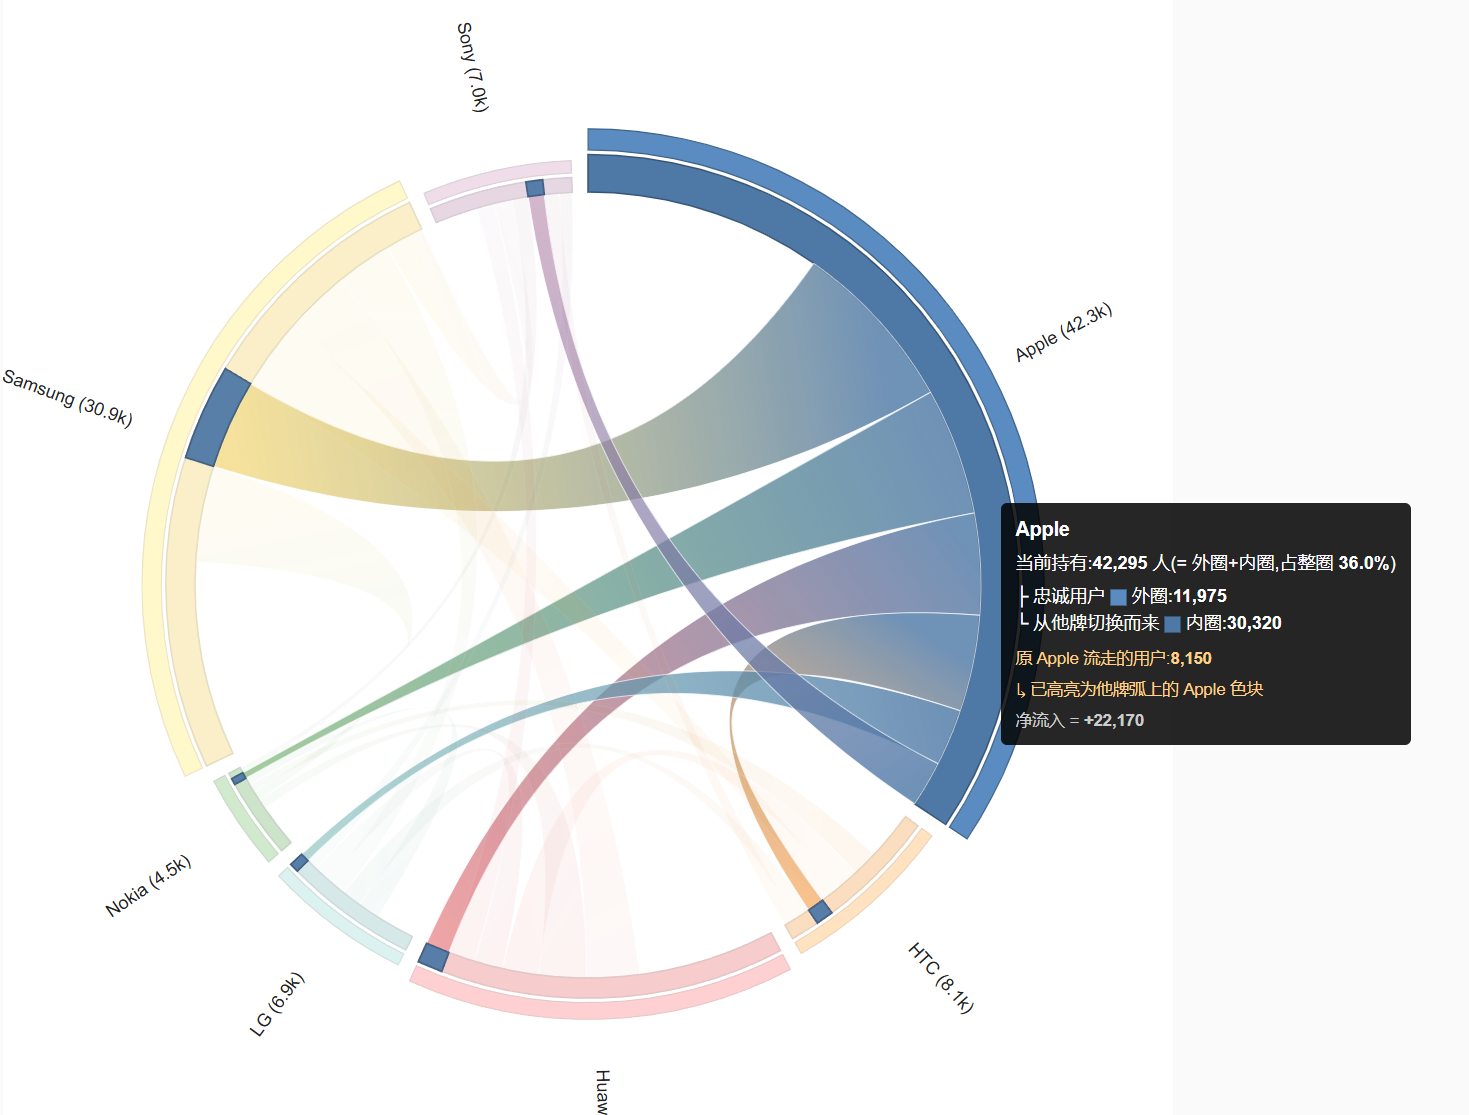 Sony (7.0k)
Apple (42.3k)
Samsung (30.9k)
Apple
当前持有:42,295 人(= 外圈+内圈,占整圈 36.0%)
├ 忠诚用户 外圈:11,975
└ 从他牌切换而来 内圈:30,320
原 Apple 流走的用户:8,150
↳ 已高亮为他牌弧上的 Apple 色块
净流入 = +22,170
Nokia (4.5k)
HTC (8.1k)
LG (6.9k)
Huaw